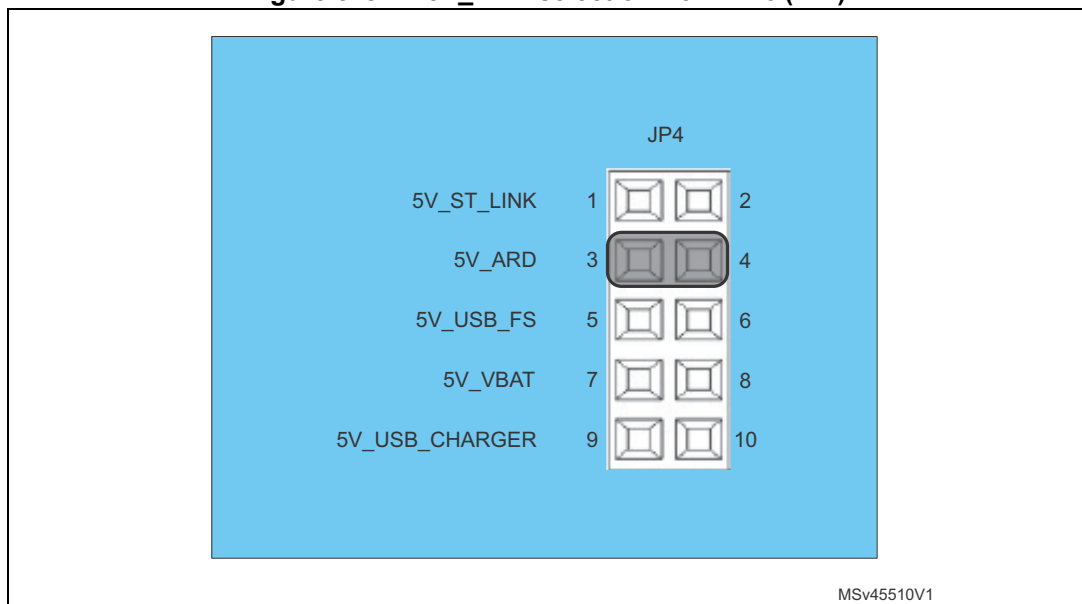 JP4
5V_ST_LINK 1 2
5V_ARD 3 4
5V_USB_FS 5 6
5V_VBAT 7 8
5V_USB_CHARGER 9 10
MSv45510V1